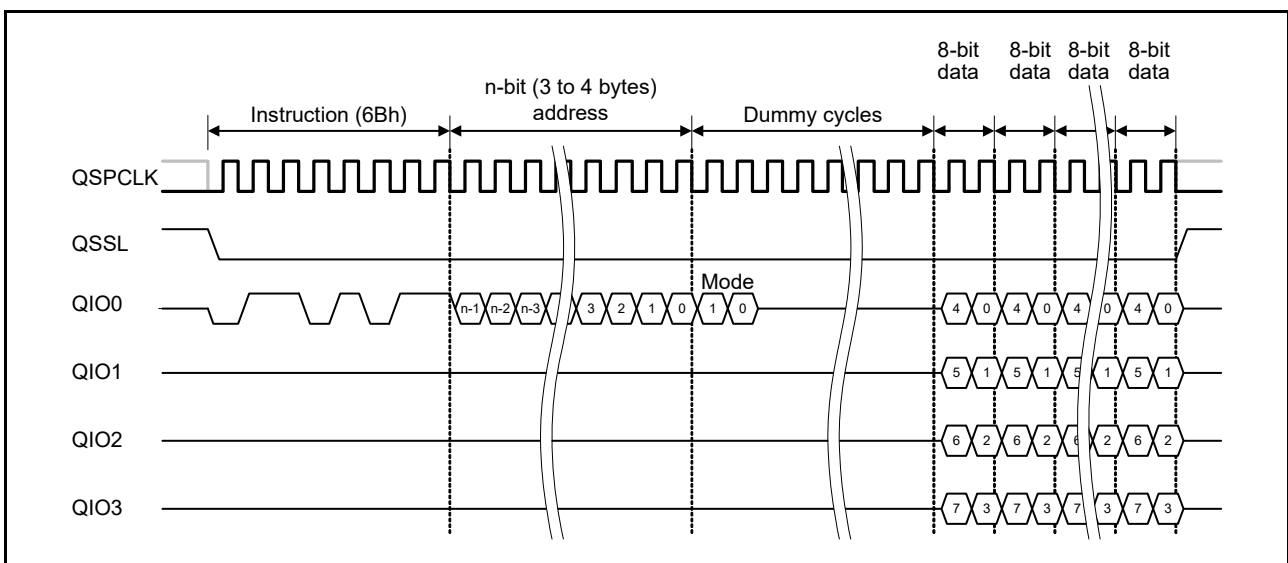 8-bit data
8-bit data
8-bit data
8-bit data
n-bit (3 to 4 bytes)
address
Instruction (6Bh)
Dummy cycles
QSPCLK
QSSL
Mode
QIO0
n-1 n-2 n-3 3 2 1 0 1 0 4 0 4 0 4 0 4 0
QIO1
5 1 5 1 5 1 5 1
QIO2
6 2 6 2 6 2 6 2
QIO3
7 3 7 3 7 3 7 3